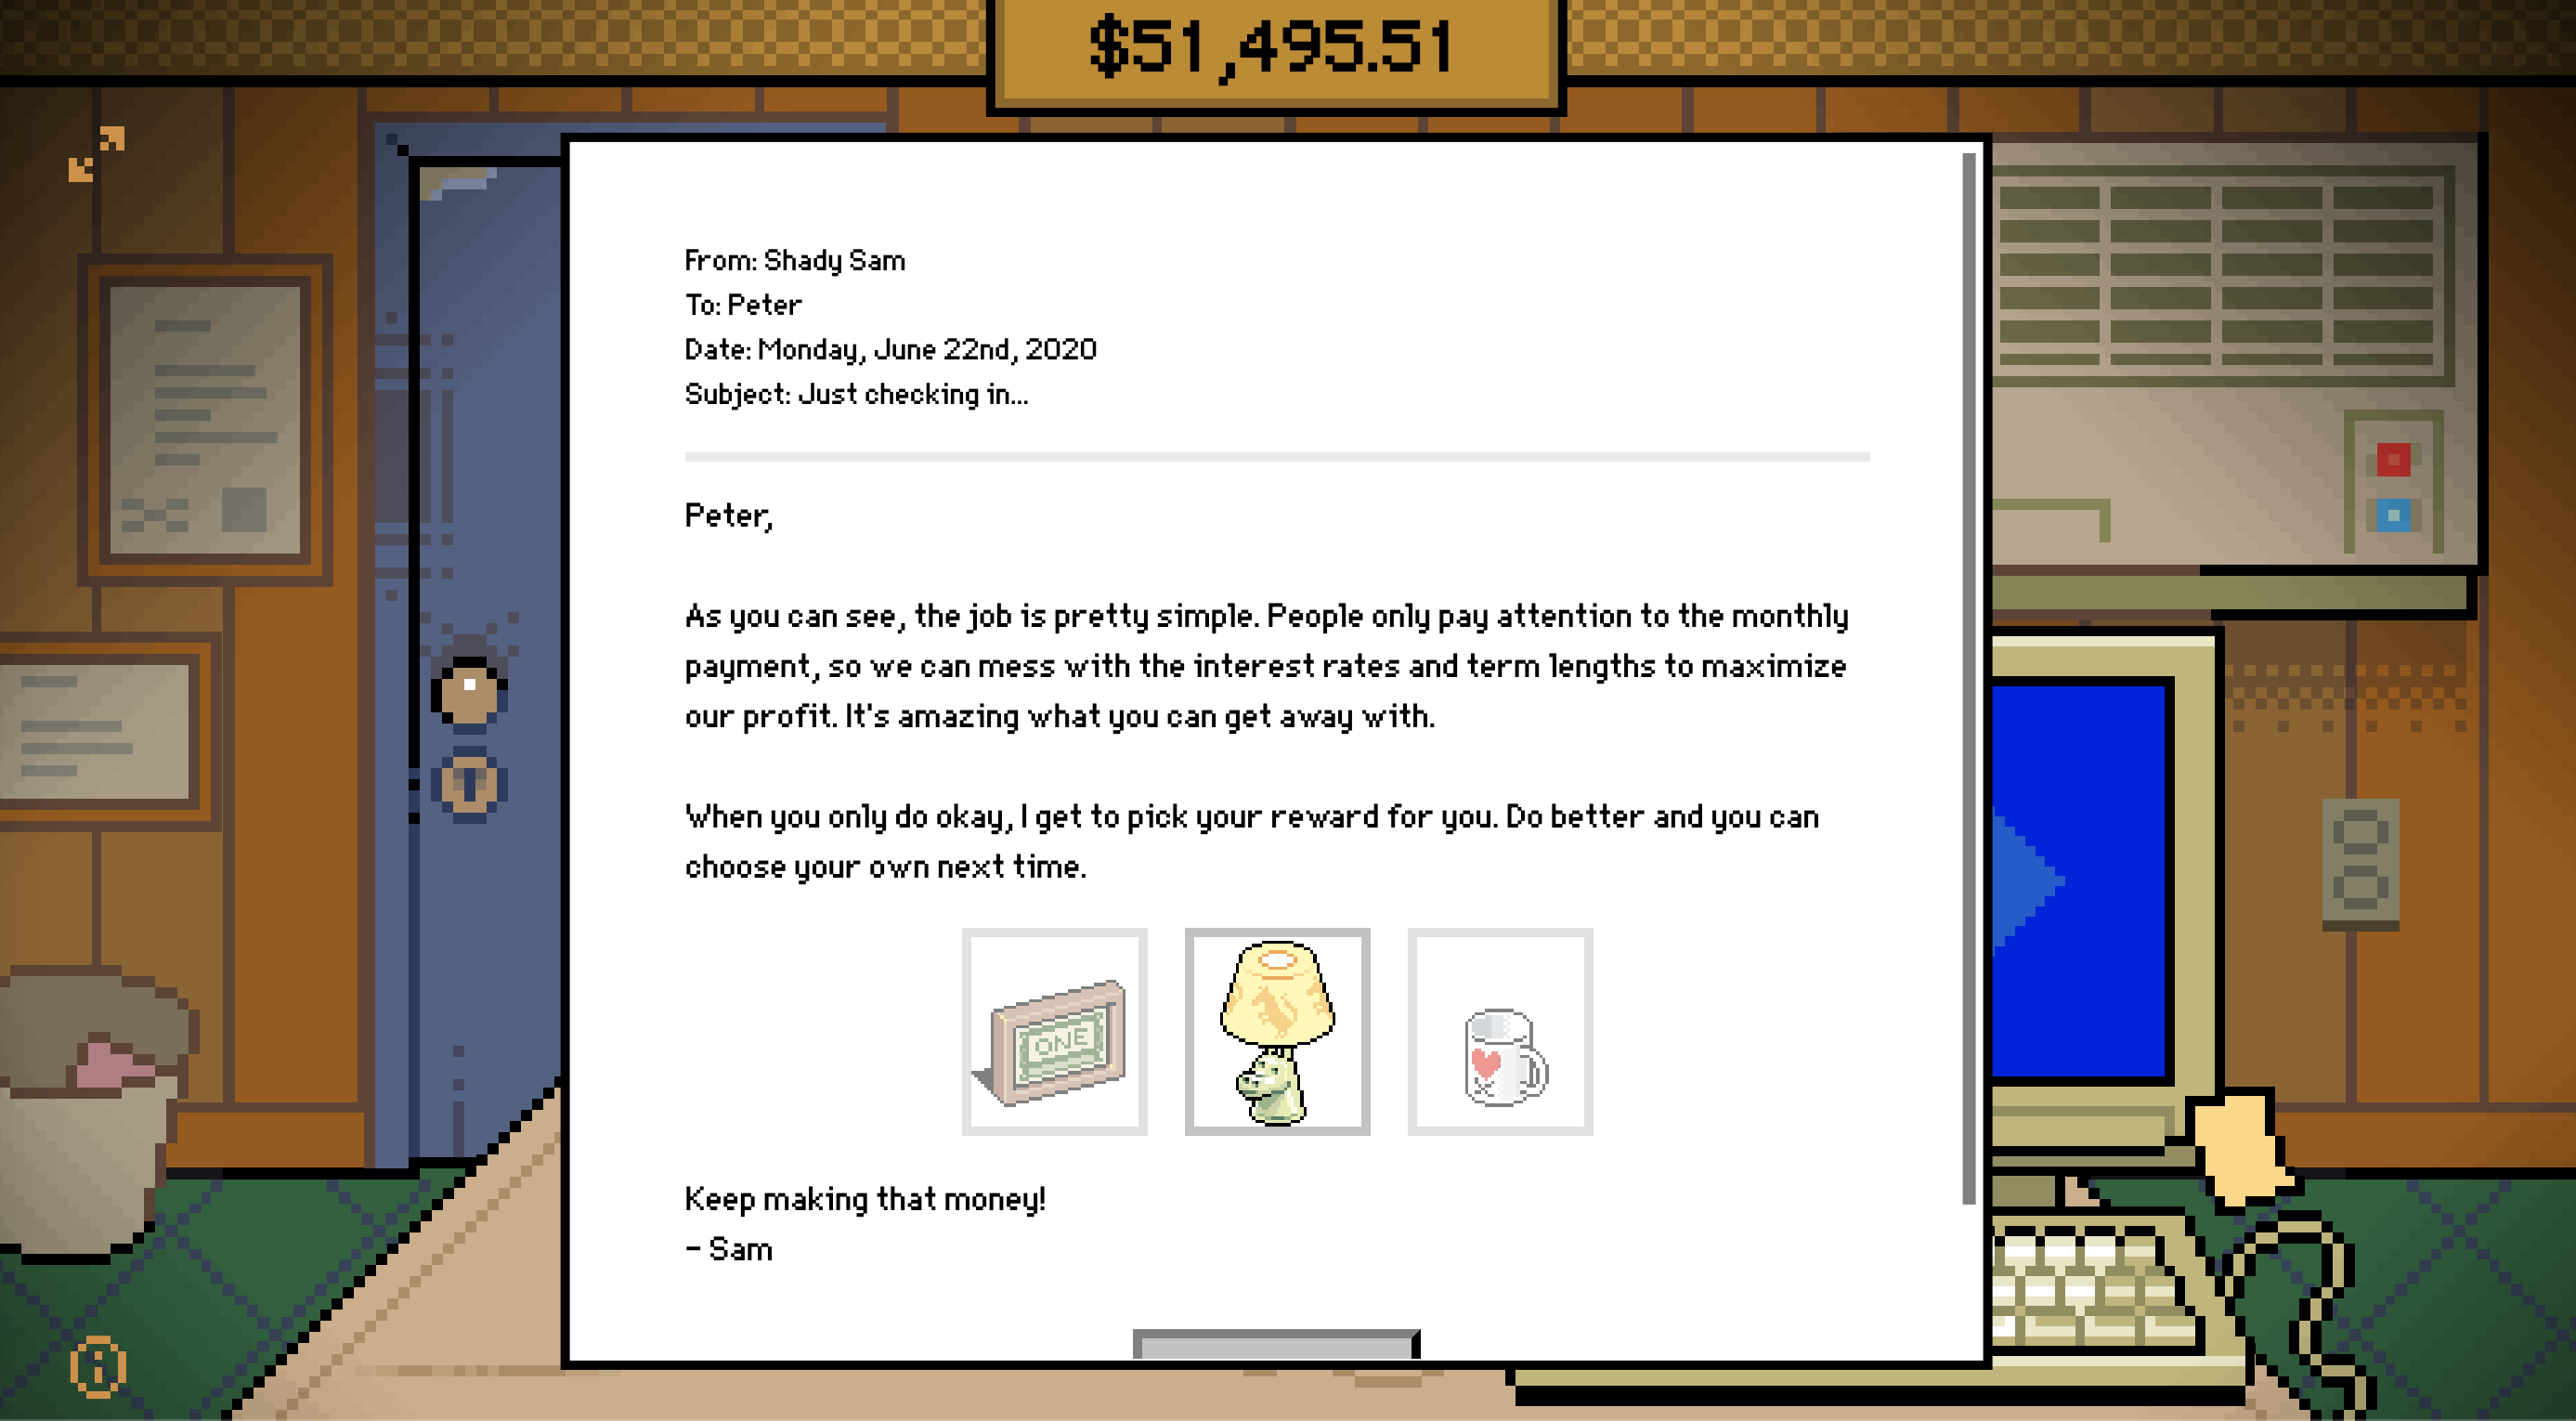 $51,495.51
From: Shady Sam
To: Peter
Date: Monday, June 22nd, 2020
Subject: Just checking in...
Peter,
As you can see, the job is pretty simple. People only pay attention to the monthly
payment, so we can mess with the interest rates and term lengths to maximize
our profit. It's amazing what you can get away with.
When you only do okay, I get to pick your reward for you. Do better and you can
choose your own next time.
ONE
Keep making that money!
- Sam